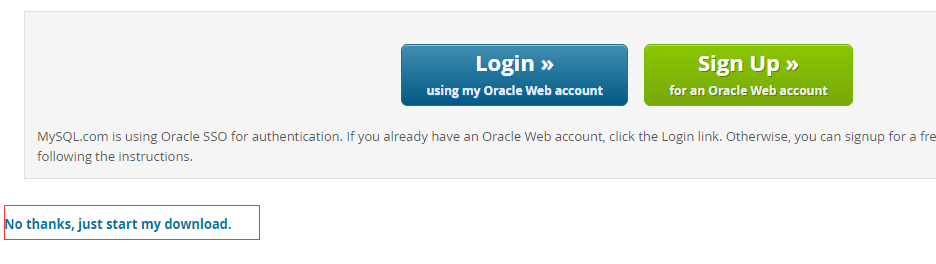 Login »
using my Oracle Web account
Sign Up »
for an Oracle Web account
MySQL.com is using Oracle SSO for authentication. If you already have an Oracle Web account, click the Login link. Otherwise, you can signup for a fre
following the instructions.
No thanks, just start my download.